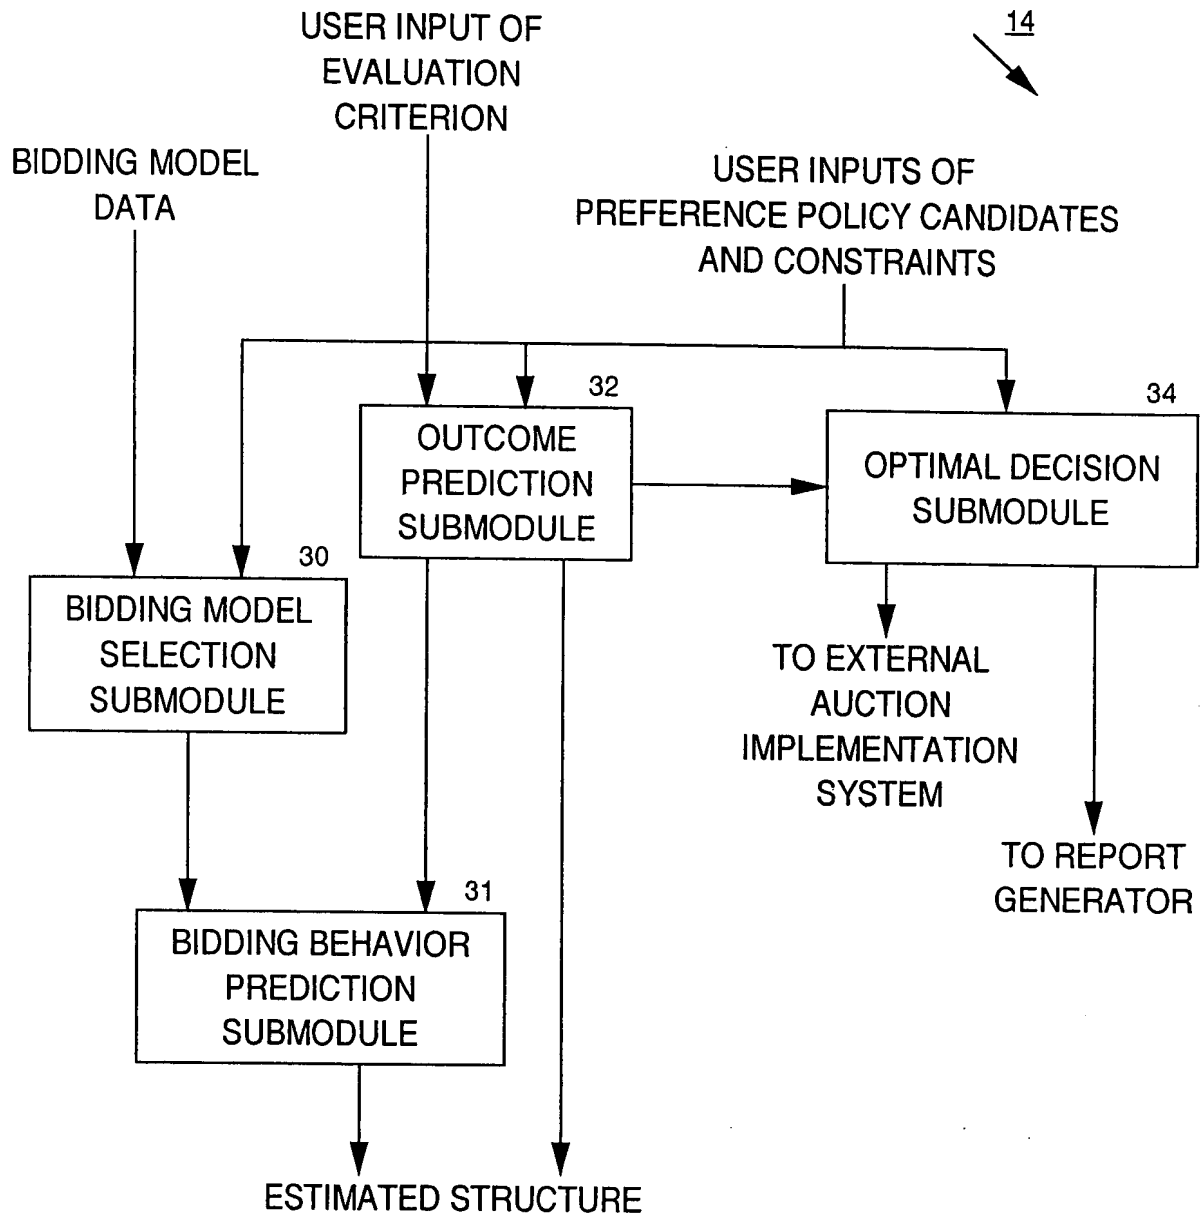 USER INPUT OF
EVALUATION
CRITERION
14
BIDDING MODEL
DATA
USER INPUTS OF
PREFERENCE POLICY CANDIDATES
AND CONSTRAINTS
32
OUTCOME
PREDICTION
SUBMODULE
34
OPTIMAL DECISION
SUBMODULE
30
BIDDING MODEL
SELECTION
SUBMODULE
TO EXTERNAL
AUCTION
IMPLEMENTATION
SYSTEM
TO REPORT
GENERATOR
31
BIDDING BEHAVIOR
PREDICTION
SUBMODULE
ESTIMATED STRUCTURE